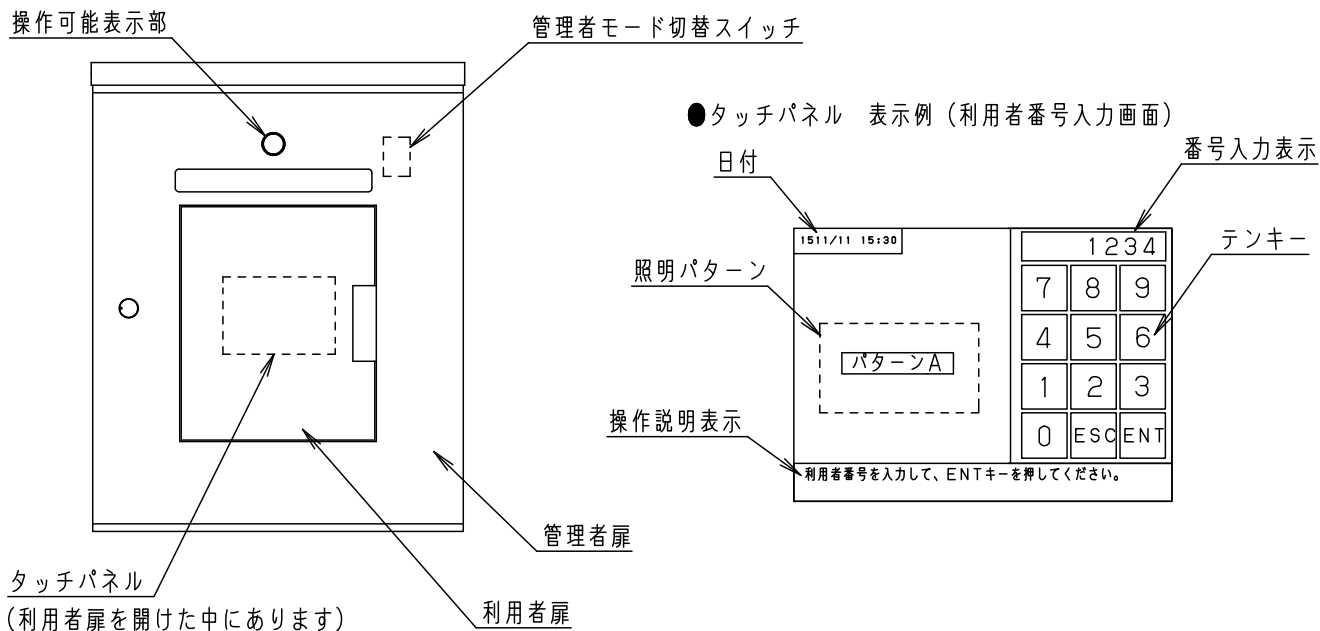 操作可能表示部
管理者モード切替スイッチ
●タッチパネル 表示例（利用者番号入力画面）
日付
番号入力表示
1511/11 15:30
1234
テンキー
照明パターン
7 8 9
4 5 6
パターンA
1 2 3
操作説明表示
0 ESC ENT
利用者番号を入力して、ENTキーを押してください。
管理者扉
タッチパネル
（利用者扉を開けた中にあります）
利用者扉